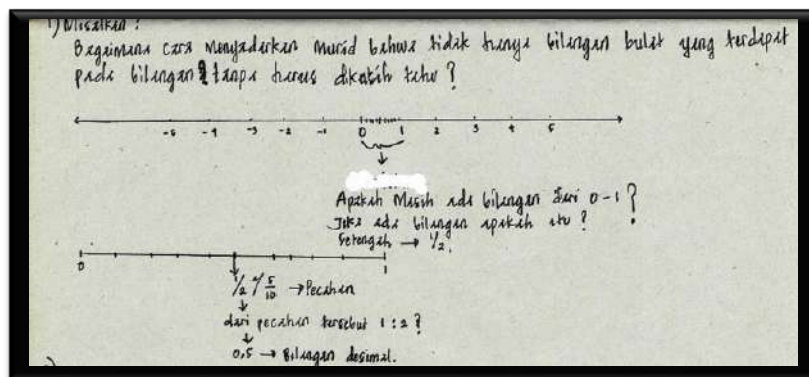 1) Misalkan :
Bagaimana cara menyadarkan murid bahwa tidak hanya bilangan bulat yang terdapat
pada bilangan tanpa harus dikasih tahu ?
-5 -4 -3 -2 -1 0 1 2 3 4 5
Apakah Masih ada bilangan dari 0-1 ?
Jika ada bilangan apakah itu ?
Setengah → 1/2.
0 1
1/2 / 5/10 → Pecahan
dari pecahan tersebut 1 : 2 ?
0,5 → Bilangan desimal.